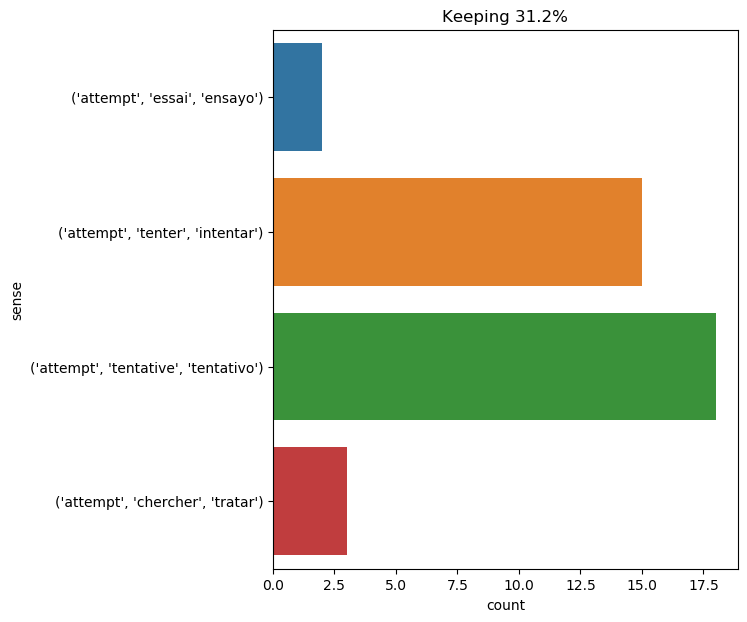 Keeping 31.2%
('attempt', 'essai', 'ensayo')
('attempt', 'tenter', 'intentar')
('attempt', 'tentative', 'tentativo')
('attempt', 'chercher', 'tratar')
sense
0.0 2.5 5.0 7.5 10.0 12.5 15.0 17.5
count